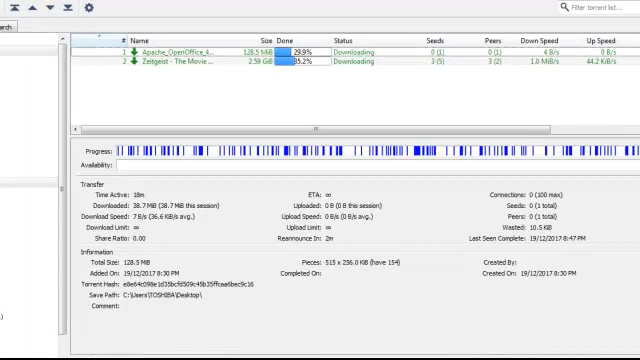 Filter torrent list...
earch
# Name Size Done Status Seeds Peers Down Speed Up Speed
1 Apache_OpenOffice_4... 128.5 MiB 29.9% Downloading 0 (1) 0 (1) 4 B/s 0 B/s
2 Zeitgeist - The Movie ... 2.59 GiB 35.2% Downloading 3 (5) 3 (2) 1.0 MiB/s 44.2 KiB/s
Progress:
Availability:
Transfer
Time Active: 18m ETA: ∞ Connections: 0 (100 max)
Downloaded: 38.7 MiB (38.7 MiB this session) Uploaded: 0 B (0 B this session) Seeds: 0 (1 total)
Download Speed: 7 B/s (36.6 KiB/s avg.) Upload Speed: 0 B/s (0 B/s avg.) Peers: 0 (1 total)
Download Limit: ∞ Upload Limit: ∞ Wasted: 10.5 KiB
Share Ratio: 0.00 Reannounce In: 2m Last Seen Complete: 19/12/2017 8:47 PM
Information
Total Size: 128.5 MiB Pieces: 515 x 256.0 KiB (have 154) Created By:
Added On: 19/12/2017 8:30 PM Completed On: Created On: 19/12/2017 8:30 PM
Torrent Hash: e8e64c098e1d35bcfd509c45b35ffcaa6bec9c16
Save Path: C:\Users\TOSHIBA\Desktop\
Comment: